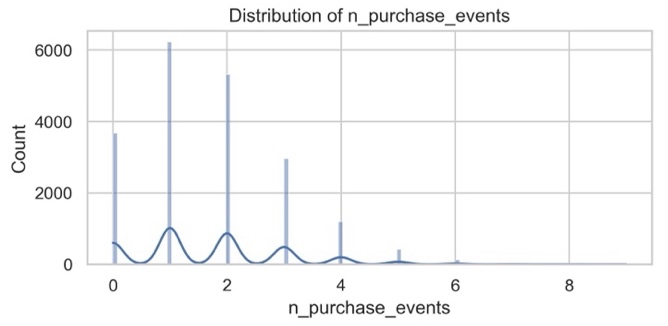 Distribution of n_purchase_events
6000
4000
2000
0
Count
0 2 4 6 8
n_purchase_events